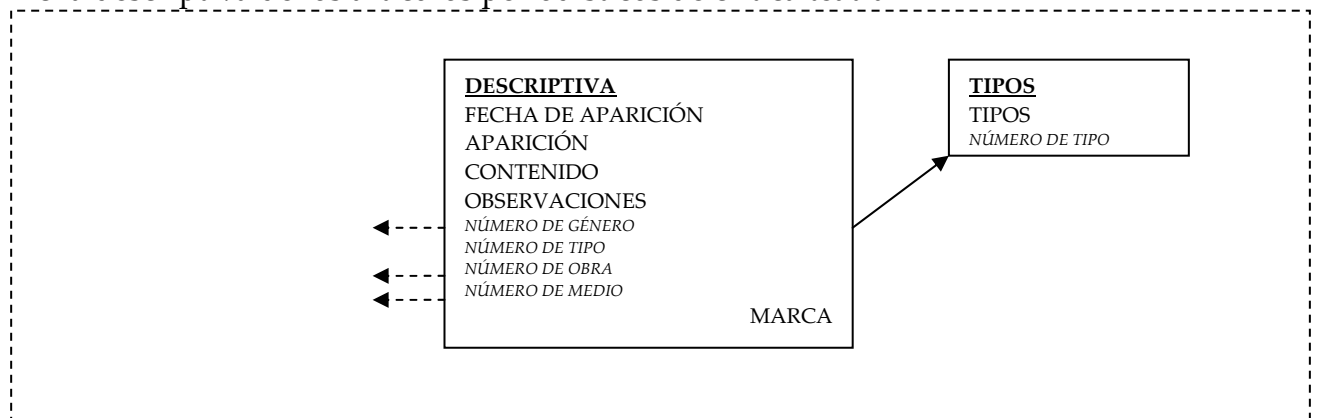 DESCRIPTIVA
FECHA DE APARICIÓN
APARICIÓN
CONTENIDO
OBSERVACIONES
NÚMERO DE GÉNERO
NÚMERO DE TIPO
NÚMERO DE OBRA
NÚMERO DE MEDIO
MARCA
TIPOS
TIPOS
NÚMERO DE TIPO